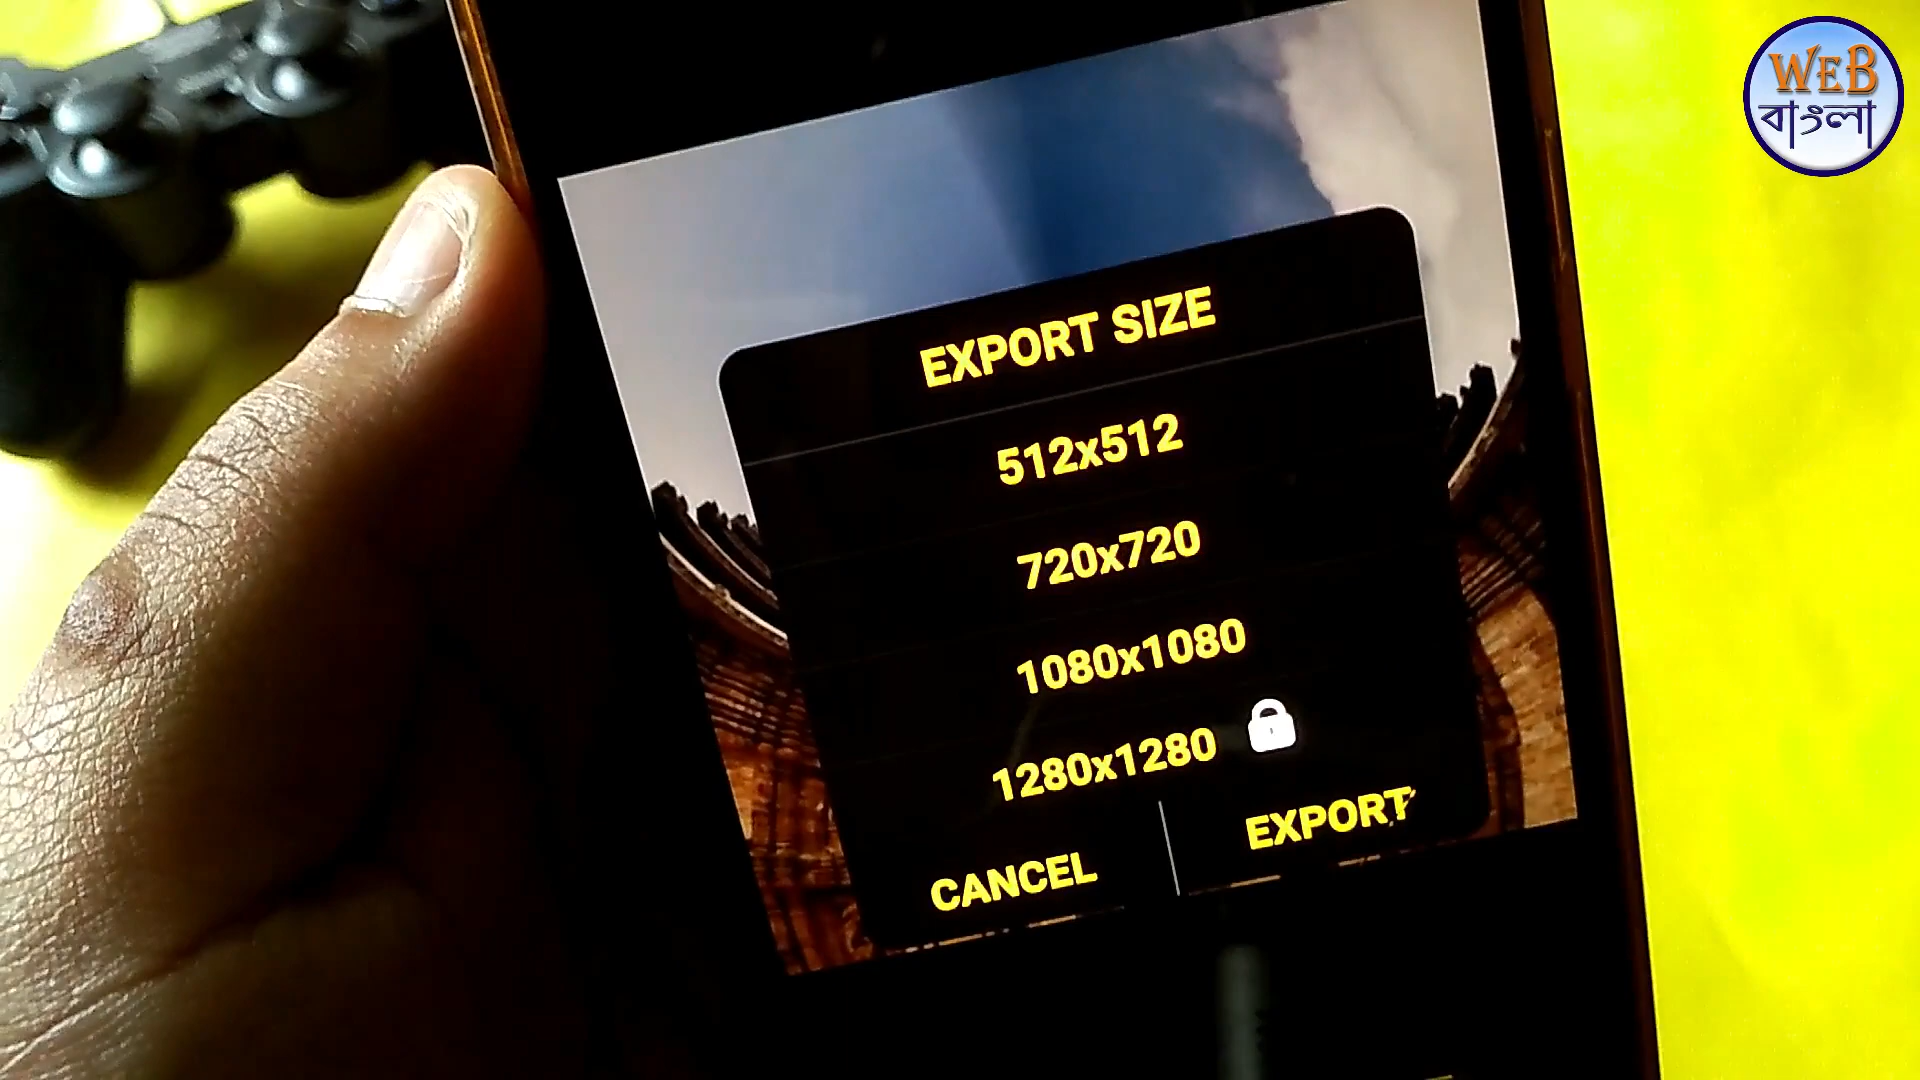 WEB
বাংলা
EXPORT SIZE
512x512
720x720
1080x1080
1280x1280
CANCEL
EXPORT